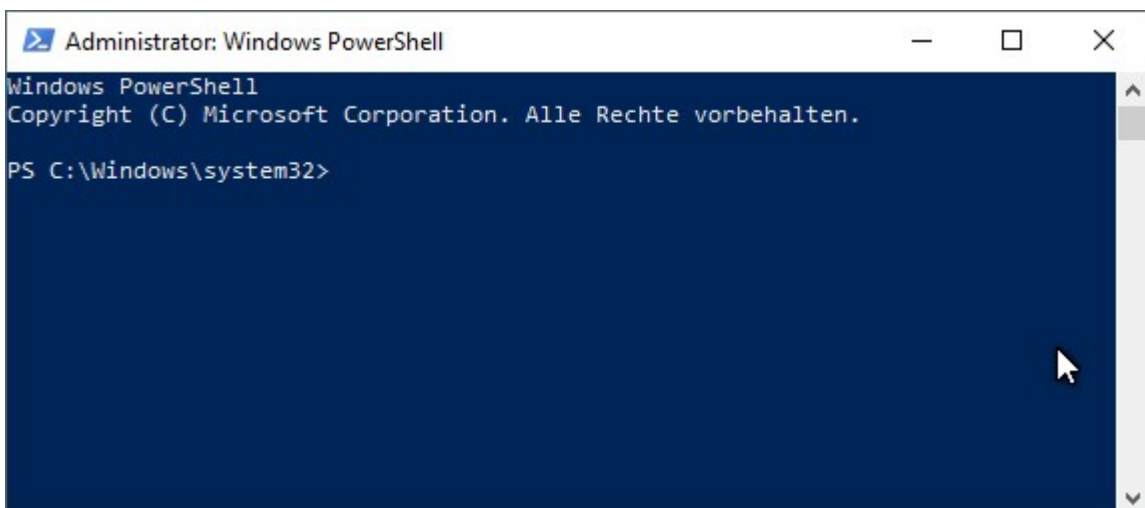 Administrator: Windows PowerShell
Windows PowerShell
Copyright (C) Microsoft Corporation. Alle Rechte vorbehalten.
PS C:\Windows\system32>